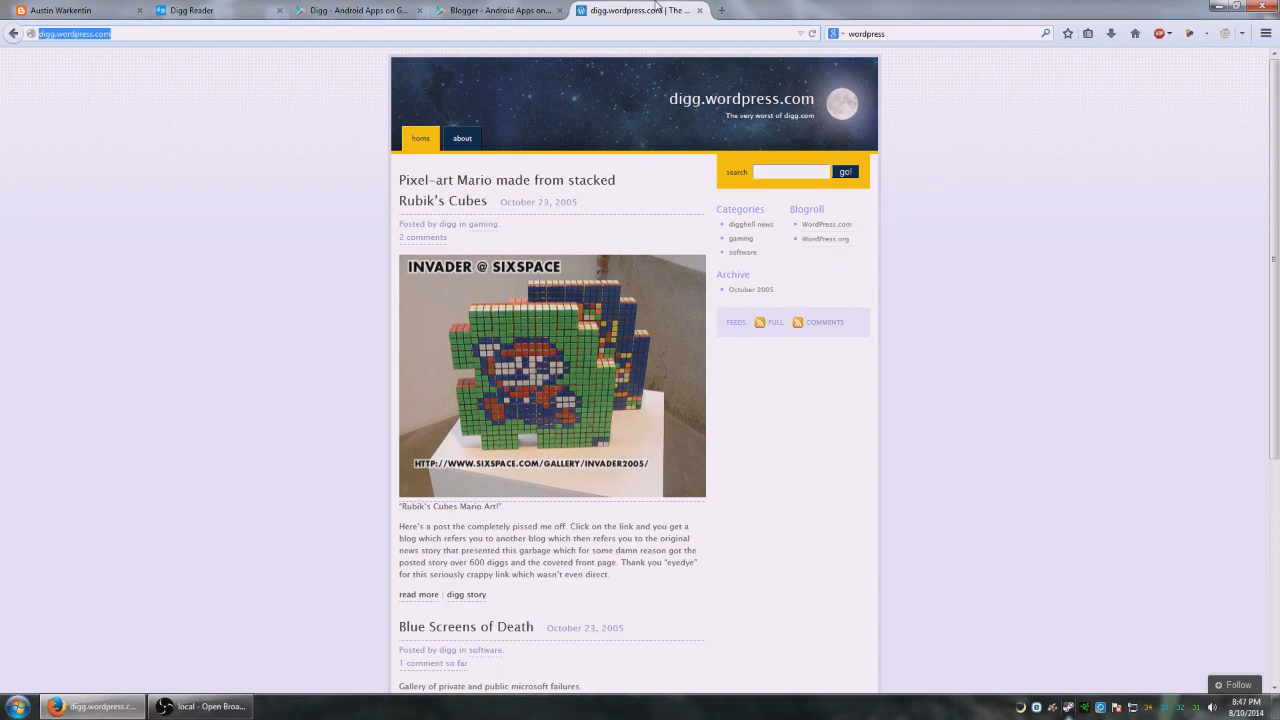 Austin Warkentin
Digg Reader
Digg - Android Apps on G...
Blogger - Android Apps on...
digg.wordpress.com | The ...
digg.wordpress.com
wordpress
digg.wordpress.com
The very worst of digg.com
home
about
search
go!
Pixel-art Mario made from stacked
Rubik's Cubes October 23, 2005
Posted by digg in gaming.
2 comments
INVADER @ SIXSPACE
HTTP://WWW.SIXSPACE.COM/GALLERY/INVADER2005/
"Rubik's Cubes Mario Art!"
Here's a post the completely pissed me off. Click on the link and you get a
blog which refers you to another blog which then refers you to the original
news story that presented this garbage which for some damn reason got the
posted story over 600 diggs and the coveted front page. Thank you "eyedye"
for this seriously crappy link which wasn't even direct.
read more | digg story
Blue Screens of Death October 23, 2005
Posted by digg in software.
1 comment so far
Gallery of private and public microsoft failures.
Categories
digghell news
gaming
software
Blogroll
WordPress.com
WordPress.org
Archive
October 2005
FEEDS FULL COMMENTS
Follow
digg.wordpress.c...
local - Open Broa...
34 33 32 31
8:47 PM
8/10/2014